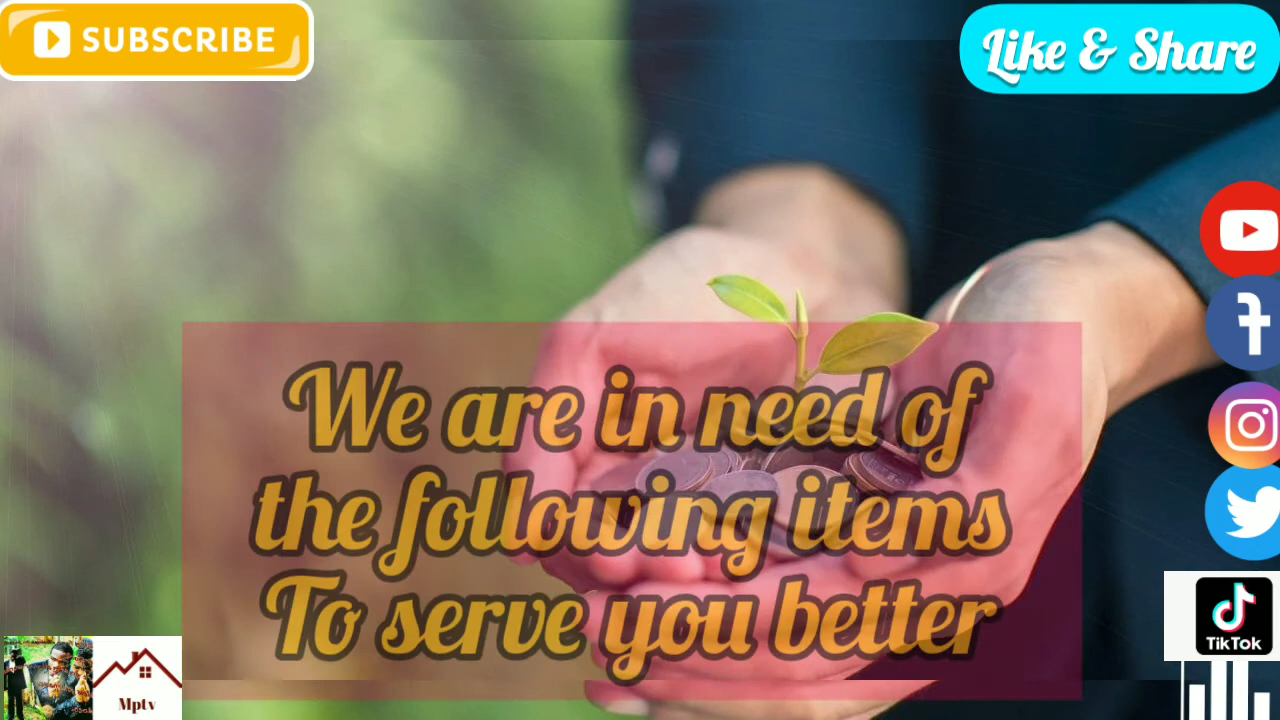 SUBSCRIBE
Like & Share
We are in need of
the following items
To serve you better
Mptv
TikTok